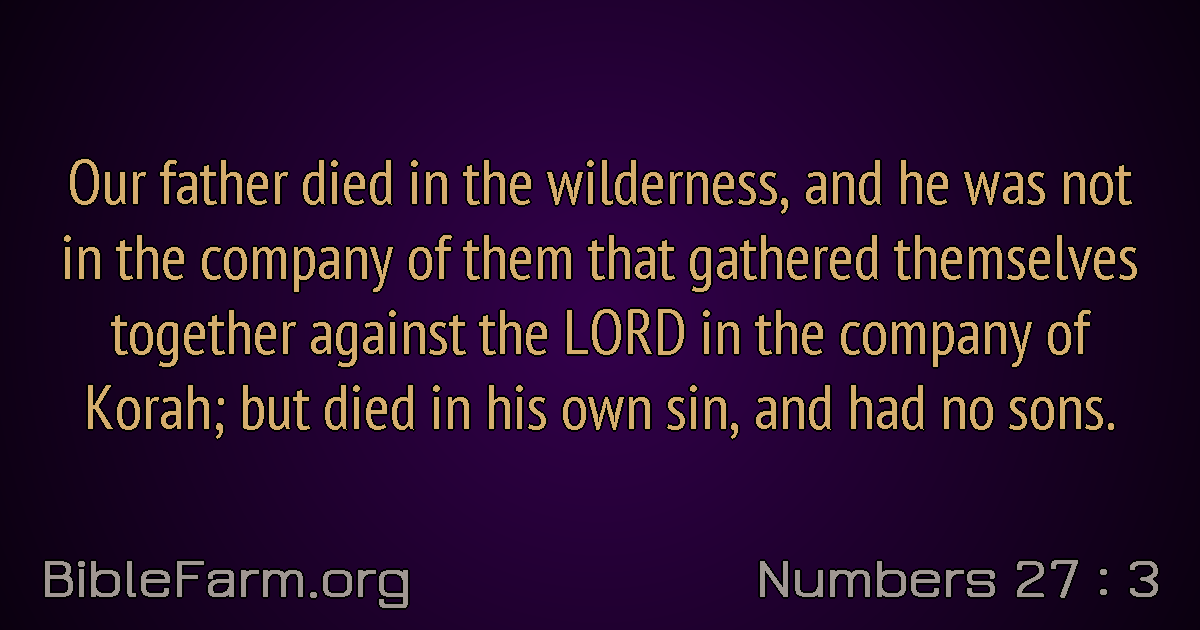 Our father died in the wilderness, and he was not
in the company of them that gathered themselves
together against the LORD in the company of
Korah; but died in his own sin, and had no sons.
BibleFarm.org
Numbers 27 : 3